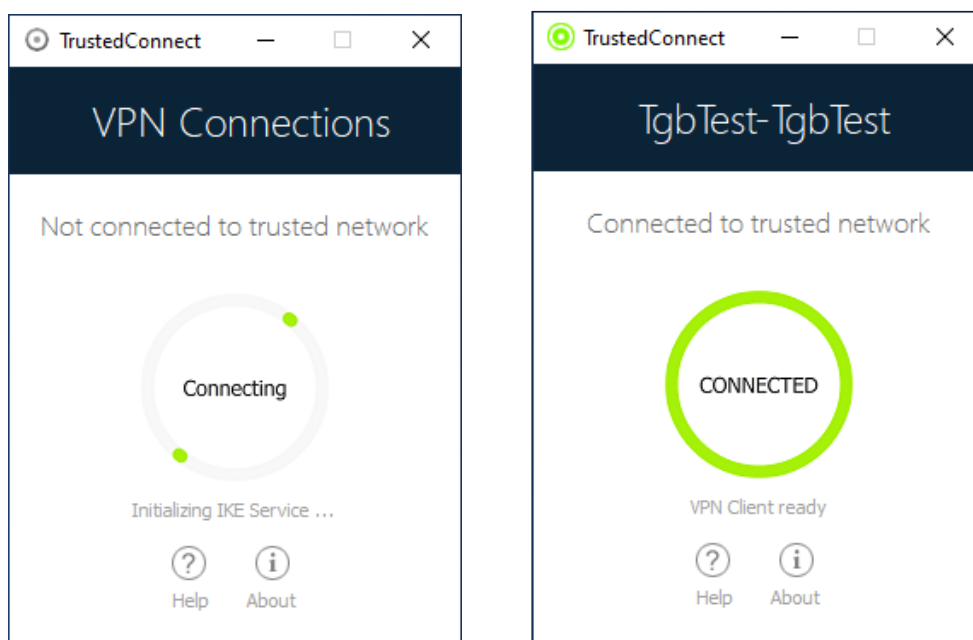 TrustedConnect
VPN Connections
Not connected to trusted network
Connecting
Initializing IKE Service ...
Help About
TrustedConnect
TgbTest-TgbTest
Connected to trusted network
CONNECTED
VPN Client ready
Help About